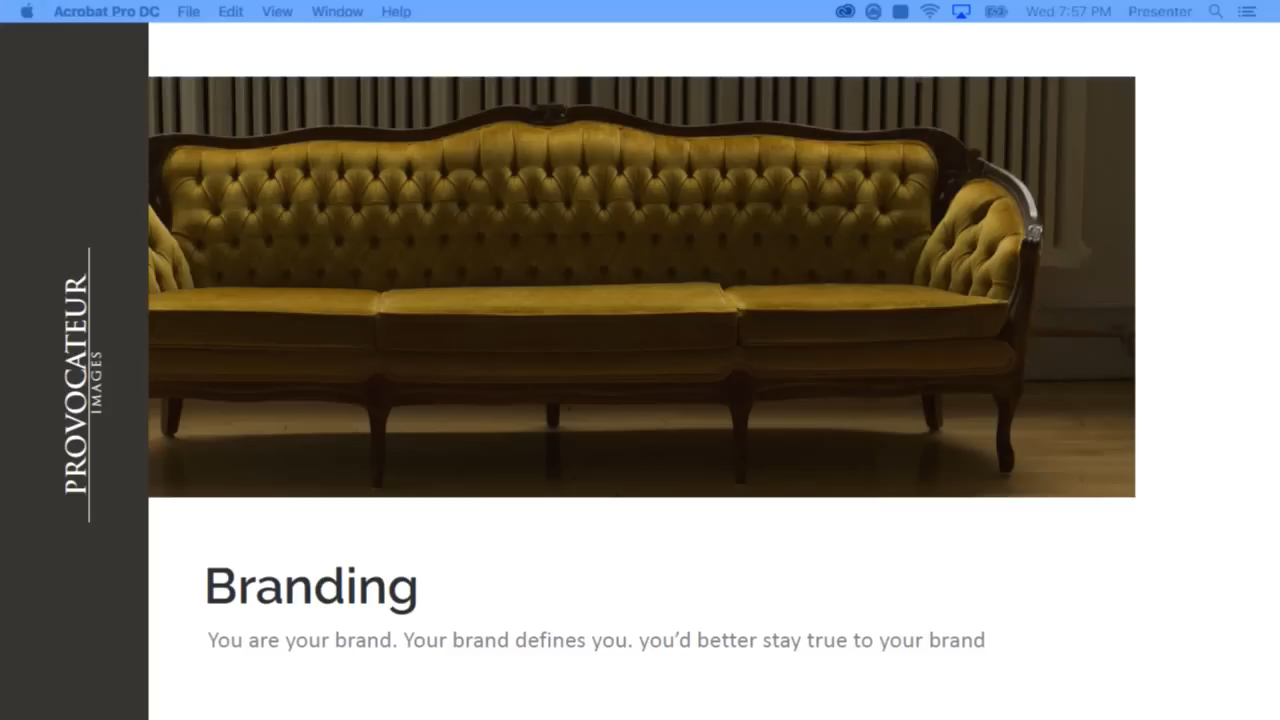 Acrobat Pro DC File Edit View Window Help Wed 7:57 PM Presenter
PROVOCATEUR
IMAGES
Branding
You are your brand. Your brand defines you. you’d better stay true to your brand